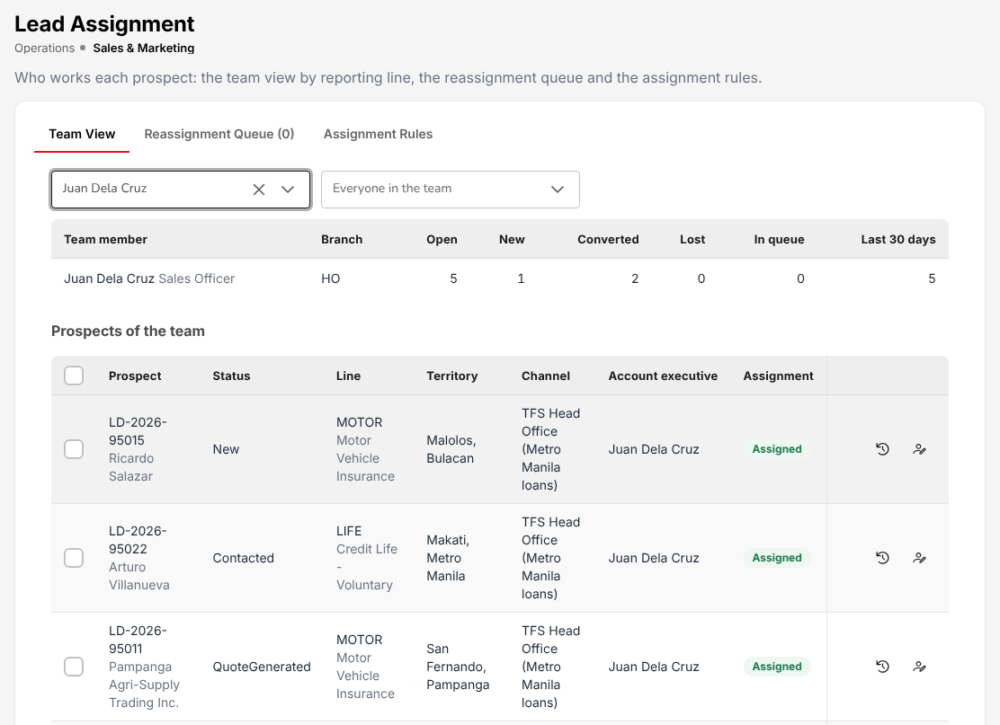 Lead Assignment
Operations • Sales & Marketing
Who works each prospect: the team view by reporting line, the reassignment queue and the assignment rules.
Team View Reassignment Queue (0) Assignment Rules
Juan Dela Cruz Everyone in the team
Team member Branch Open New Converted Lost In queue Last 30 days
Juan Dela Cruz Sales Officer HO 5 1 2 0 0 5
Prospects of the team
Prospect Status Line Territory Channel Account executive Assignment
LD-2026-
95015
Ricardo
Salazar
New
MOTOR
Motor
Vehicle
Insurance
Malolos,
Bulacan
TFS Head
Office
(Metro
Manila
loans)
Juan Dela Cruz
Assigned
LD-2026-
95022
Arturo
Villanueva
Contacted
LIFE
Credit Life
-
Voluntary
Makati,
Metro
Manila
TFS Head
Office
(Metro
Manila
loans)
Juan Dela Cruz
Assigned
LD-2026-
95011
Pampanga
Agri-Supply
Trading Inc.
QuoteGenerated
MOTOR
Motor
Vehicle
Insurance
San
Fernando,
Pampanga
TFS Head
Office
(Metro
Manila
loans)
Juan Dela Cruz
Assigned